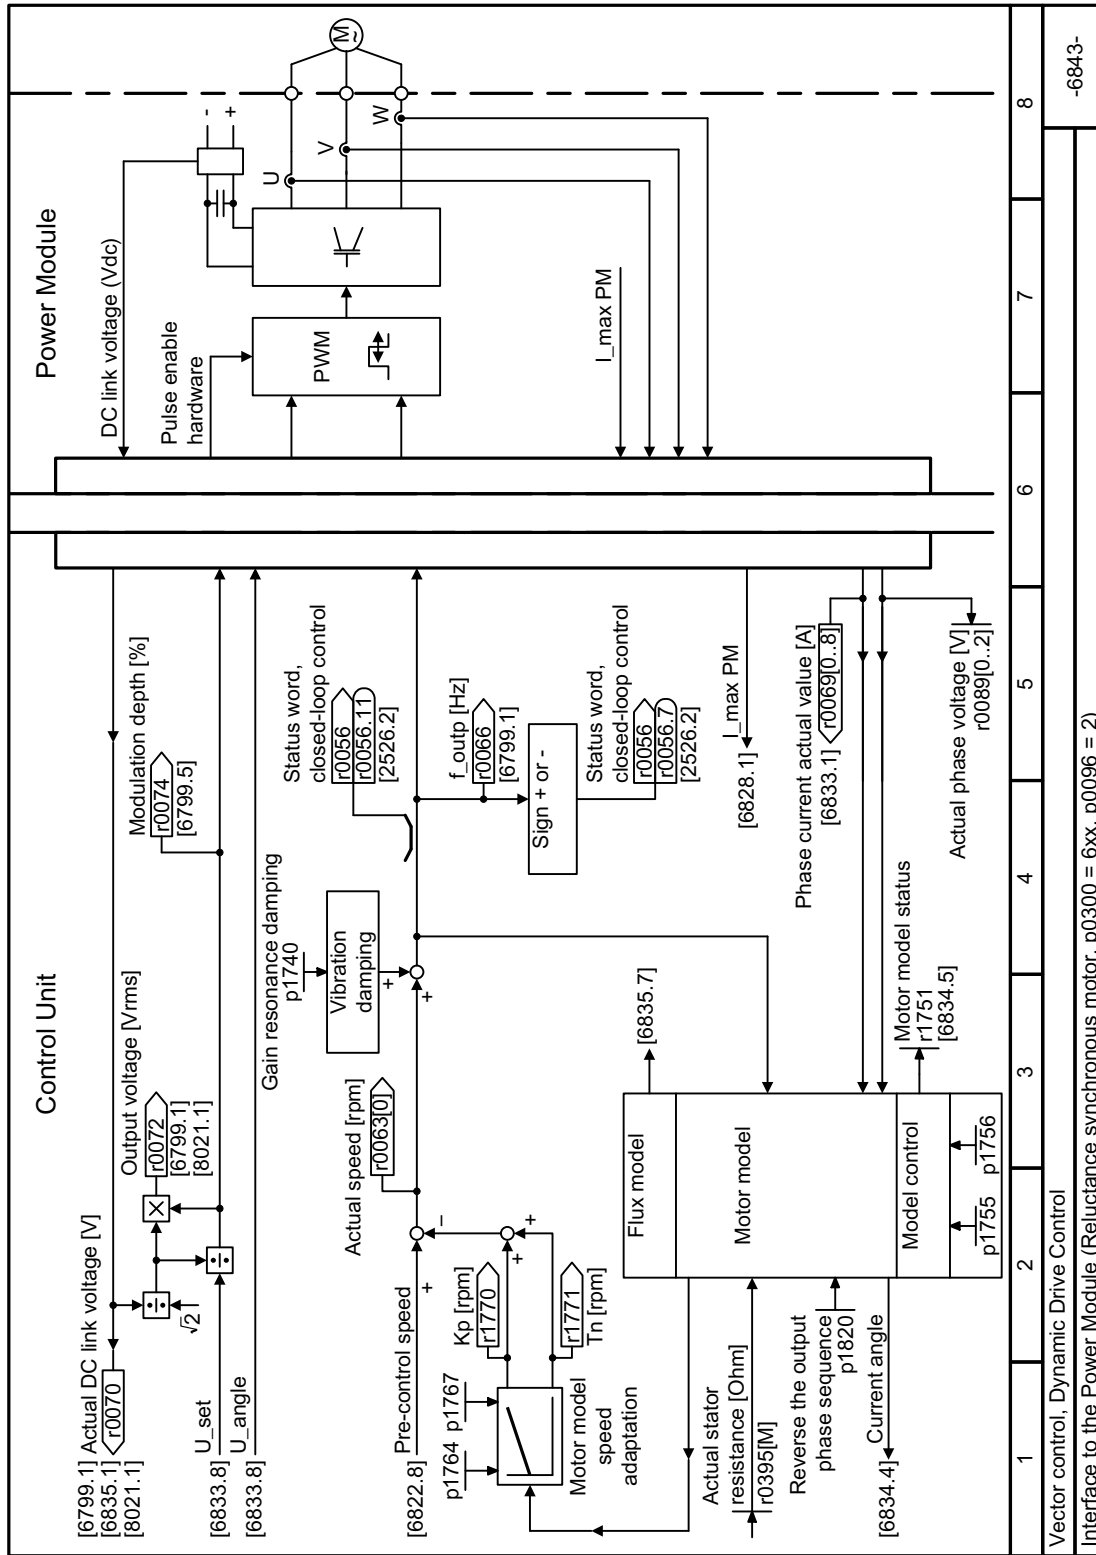 Control Unit
Power Module
[6799.1]
[6835.1]
[8021.1]
Actual DC link voltage [V]
r0070
√2
Output voltage [Vrms]
r0072
[6799.1]
[8021.1]
Modulation depth [%]
r0074
[6799.5]
[6833.8]
U_set
[6833.8]
U_angle
Gain resonance damping
p1740
Vibration
damping
+
+
Actual speed [rpm]
r0063[0]
[6822.8]
Pre-control speed
+
−
+
+
p1764
p1767
Kp [rpm]
r1770
r1771
Tn [rpm]
Motor model
speed
adaptation
Status word,
closed-loop control
r0056
r0056.11
[2526.2]
f_outp [Hz]
r0066
[6799.1]
Sign + or -
Status word,
closed-loop control
r0056
r0056.7
[2526.2]
[6828.1]
I_max PM
Phase current actual value [A]
[6833.1]
r0069[0..8]
Actual phase voltage [V]
r0089[0..2]
Flux model
[6835.7]
Motor model
Model control
Motor model status
r1751
[6834.5]
p1755
p1756
Actual stator
resistance [Ohm]
r0395[M]
Reverse the output
phase sequence
p1820
[6834.4]
Current angle
DC link voltage (Vdc)
Pulse enable
hardware
PWM
-
+
U
V
W
M
~
I_max PM
1
2
3
4
5
6
7
8
Vector control, Dynamic Drive Control
-6843-
Interface to the Power Module (Reluctance synchronous motor, p0300 = 6xx, p0096 = 2)